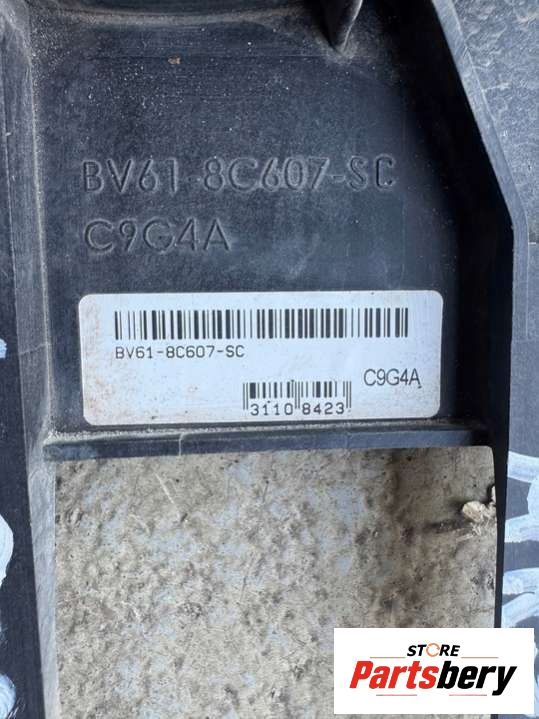 BV61-8C607-SC
C9G4A
BV61-8C607-SC
C9G4A
3110 8423
STORE
Partsbery